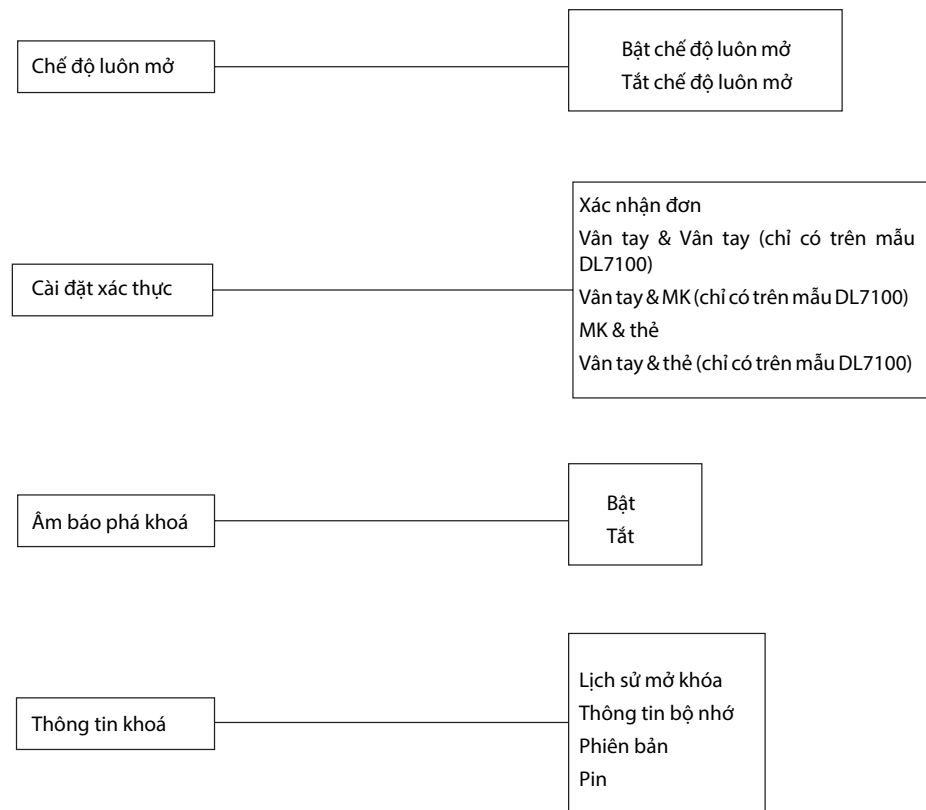 Chế độ luôn mở
Bật chế độ luôn mở
Tắt chế độ luôn mở
Cài đặt xác thực
Xác nhận đơn
Vân tay & Vân tay (chỉ có trên mẫu
DL7100)
Vân tay & MK (chỉ có trên mẫu DL7100)
MK & thẻ
Vân tay & thẻ (chỉ có trên mẫu DL7100)
Âm báo phá khoá
Bật
Tắt
Thông tin khoá
Lịch sử mở khóa
Thông tin bộ nhớ
Phiên bản
Pin